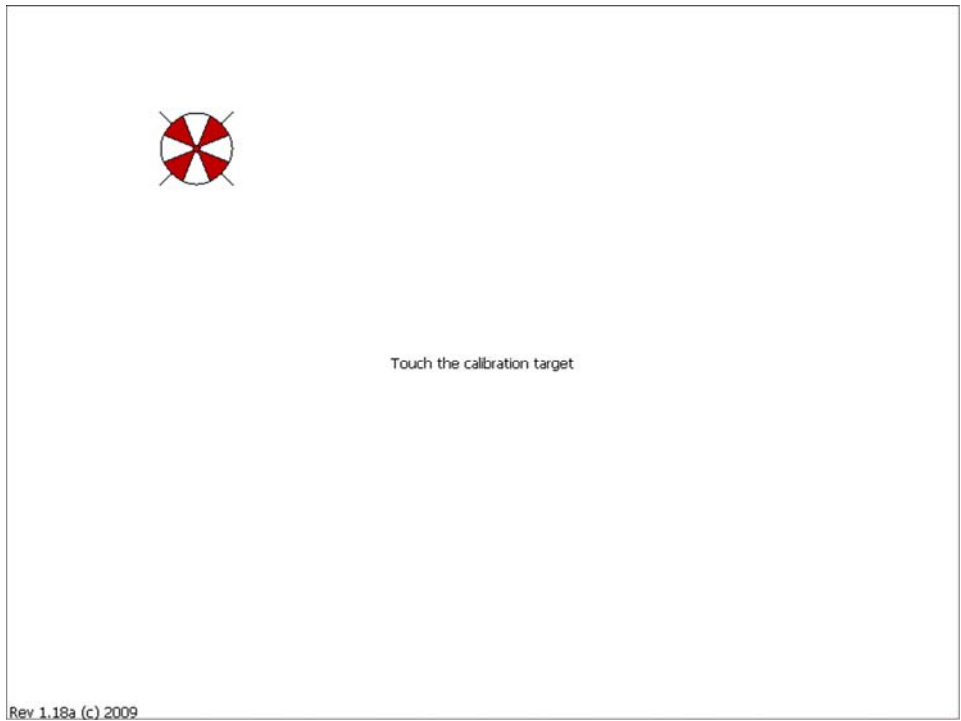 Touch the calibration target
Rev 1.18a (c) 2009